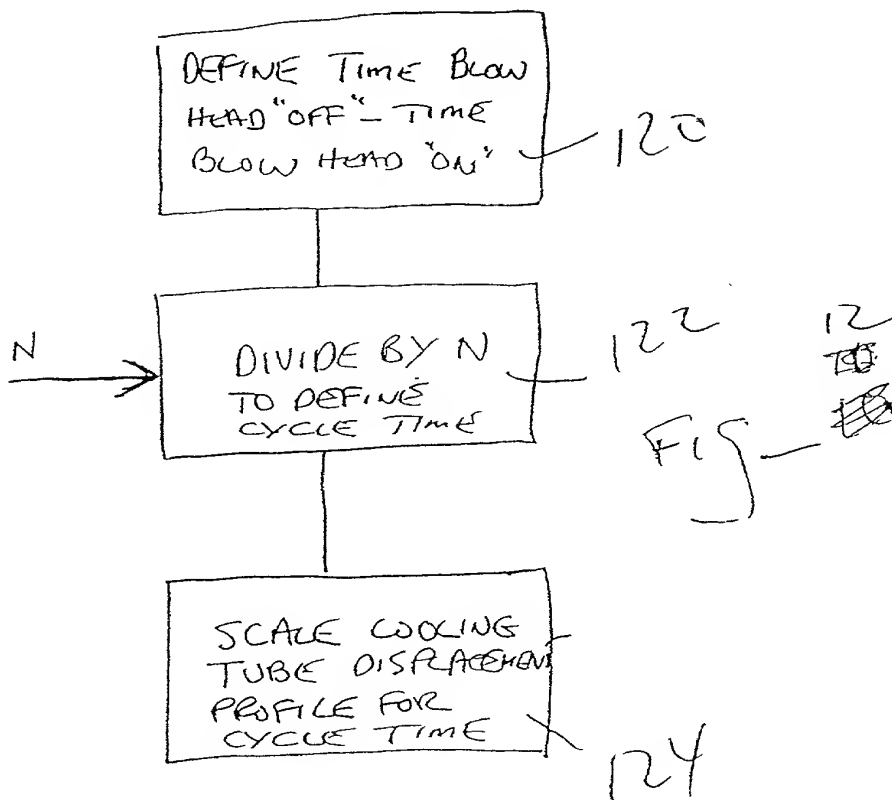 DEFINE TIME BLOW
HEAD "OFF" - TIME
BLOW HEAD "ON"
120
N
DIVIDE BY N
TO DEFINE
CYCLE TIME
122
12
Fig
SCALE COOLING
TUBE DISPLACEMENT
PROFILE FOR
CYCLE TIME
124